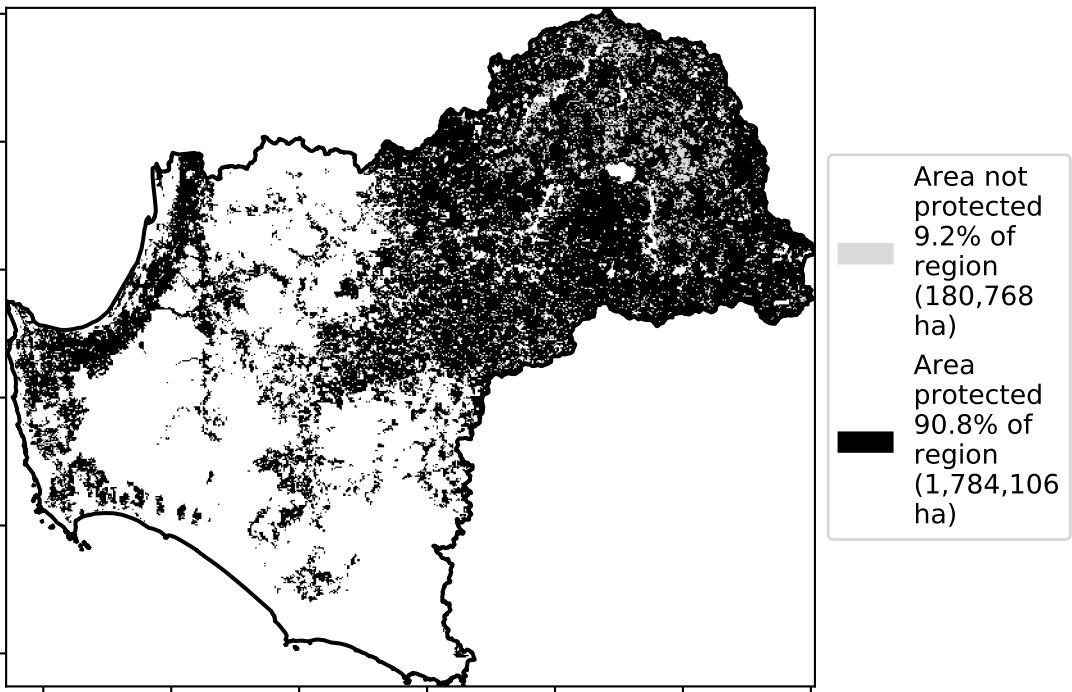 Area not
protected
9.2% of
region
(180,768
ha)
Area
protected
90.8% of
region
(1,784,106
ha)